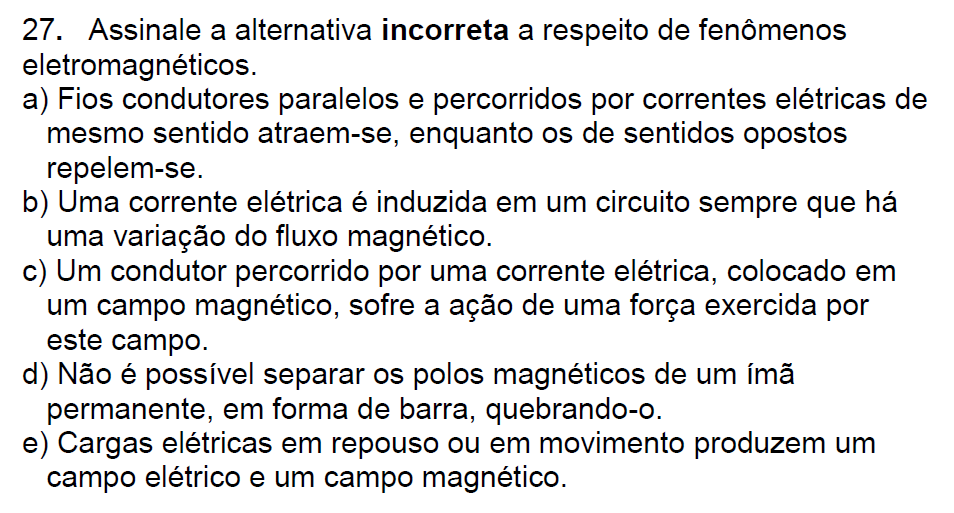 27. Assinale a alternativa incorreta a respeito de fenômenos
eletromagnéticos.
a) Fios condutores paralelos e percorridos por correntes elétricas de
mesmo sentido atraem-se, enquanto os de sentidos opostos
repelem-se.
b) Uma corrente elétrica é induzida em um circuito sempre que há
uma variação do fluxo magnético.
c) Um condutor percorrido por uma corrente elétrica, colocado em
um campo magnético, sofre a ação de uma força exercida por
este campo.
d) Não é possível separar os polos magnéticos de um ímã
permanente, em forma de barra, quebrando-o.
e) Cargas elétricas em repouso ou em movimento produzem um
campo elétrico e um campo magnético.